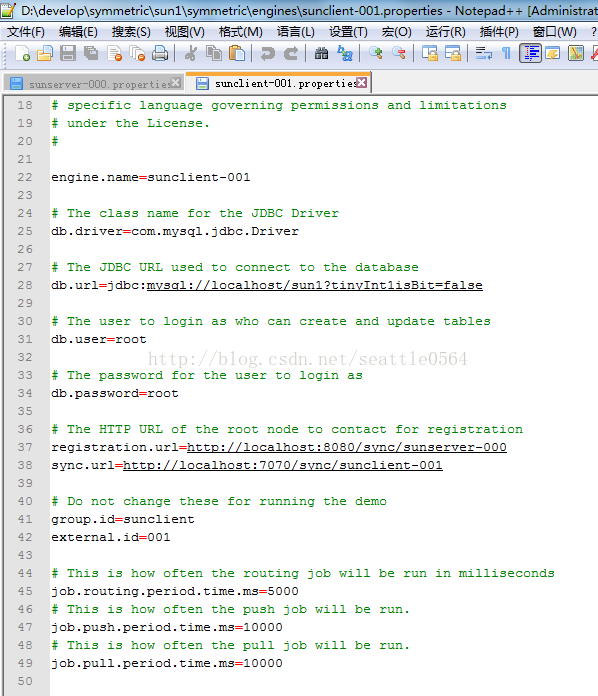 D:\develop\symmetric\sun1\symmetric\engines\sunclient-001.properties - Notepad++ [Administra
文件(F) 编辑(E) 搜索(S) 视图(V) 格式(M) 语言(L) 设置(T) 宏(O) 运行(R) 插件(P) 窗口(W) ?
sunserver-000.properties sunclient-001.properties
18 # specific language governing permissions and limitations
19 # under the License.
20 #
21
22 engine.name=sunclient-001
23
24 # The class name for the JDBC Driver
25 db.driver=com.mysql.jdbc.Driver
26
27 # The JDBC URL used to connect to the database
28 db.url=jdbc:mysql://localhost/sun1?tinyInt1isBit=false
29
30 # The user to login as who can create and update tables
31 db.user=root
32
http://blog.csdn.net/seattle0564
33 # The password for the user to login as
34 db.password=root
35
36 # The HTTP URL of the root node to contact for registration
37 registration.url=http://localhost:8080/sync/sunserver-000
38 sync.url=http://localhost:7070/sync/sunclient-001
39
40 # Do not change these for running the demo
41 group.id=sunclient
42 external.id=001
43
44 # This is how often the routing job will be run in milliseconds
45 job.routing.period.time.ms=5000
46 # This is how often the push job will be run.
47 job.push.period.time.ms=10000
48 # This is how often the pull job will be run.
49 job.pull.period.time.ms=10000
50